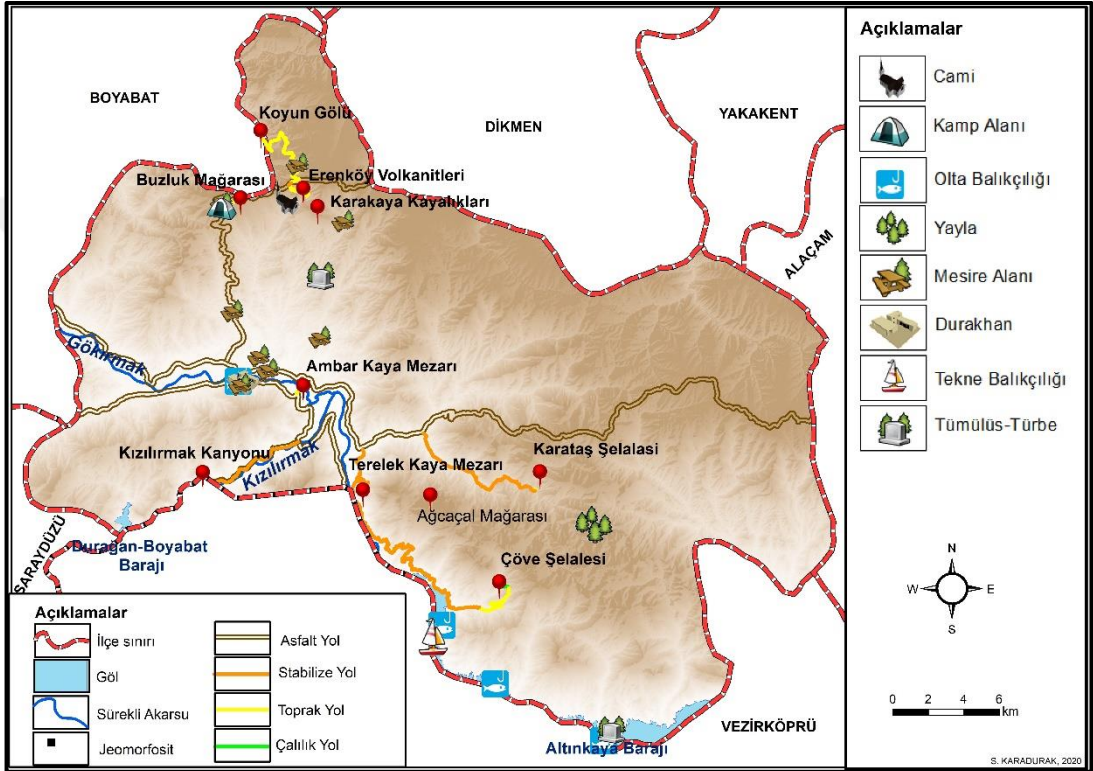 BOYABAT
DİKMEN
YAKAKENT
ALAÇAM
Koyun Gölü
Buzluk Mağarası
Erenköy Volkanitleri
Karakaya Kayalıkları
Gökırmak
Ambar Kaya Mezarı
Kızılırmak Kanyonu
Kızılırmak
Terelek Kaya Mezarı
Karataş Şelalasi
Ağcaçal Mağarası
SARAYDÜZÜ
Durağan-Boyabat
Barajı
Çöve Şelalesi
VEZİRKÖPRÜ
Altınkaya Barajı
Açıklamalar
İlçe sınırı
Göl
Sürekli Akarsu
Jeomorfosit
Asfalt Yol
Stabilize Yol
Toprak Yol
Çalılık Yol
Açıklamalar
Cami
Kamp Alanı
Olta Balıkçılığı
Yayla
Mesire Alanı
Durakhan
Tekne Balıkçılığı
Tümülüs-Türbe
N
W E
S
0 2 4 6
km
S. KARADURAK, 2020